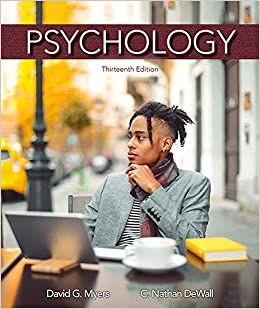 PSYCHOLOGY
Thirteenth Edition
David G. Myers
C. Nathan DeWall